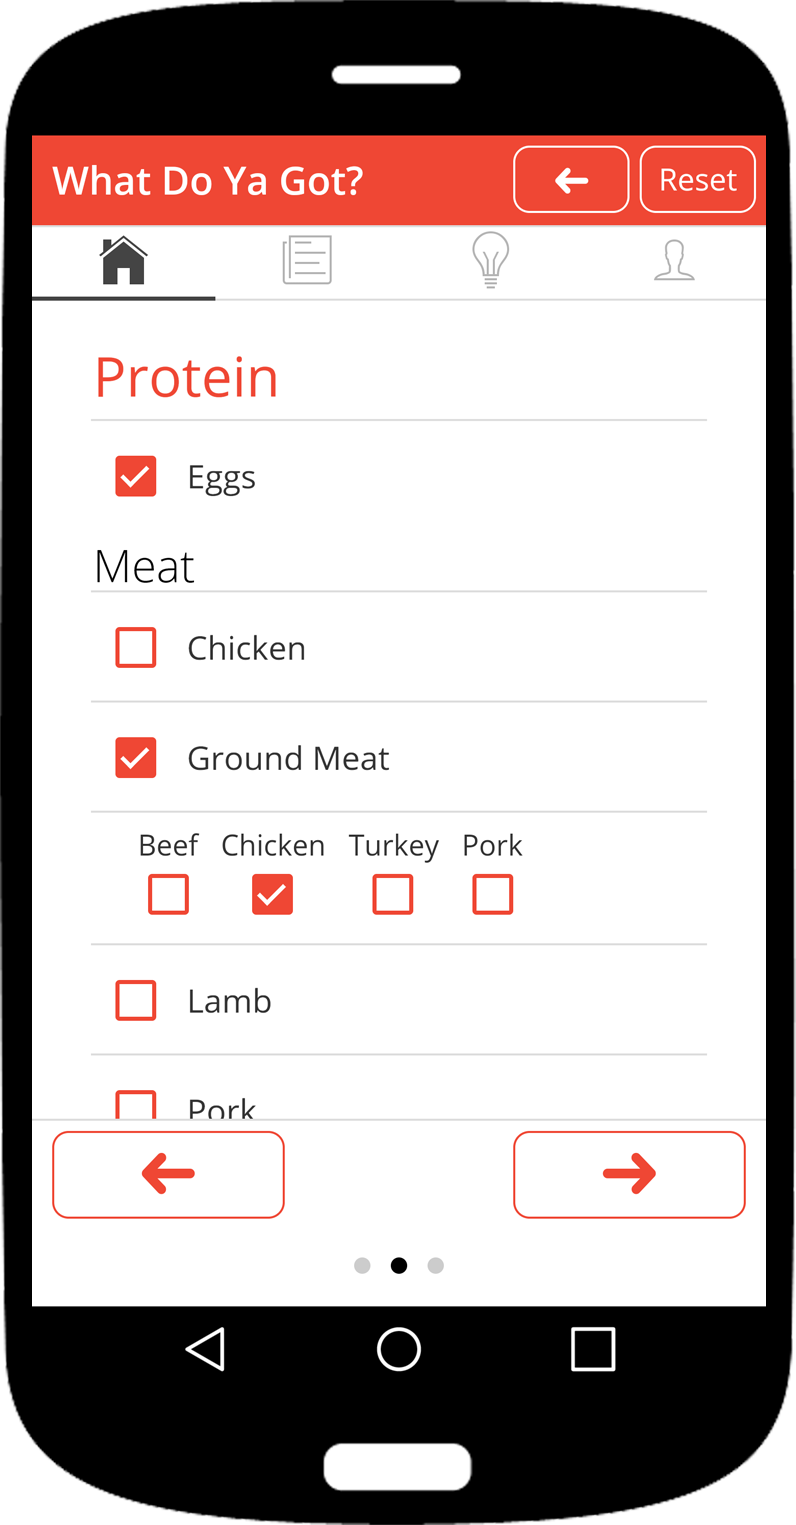 What Do Ya Got? Reset
Protein
Eggs
Meat
Chicken
Ground Meat
Beef Chicken Turkey Pork
Lamb
Pork